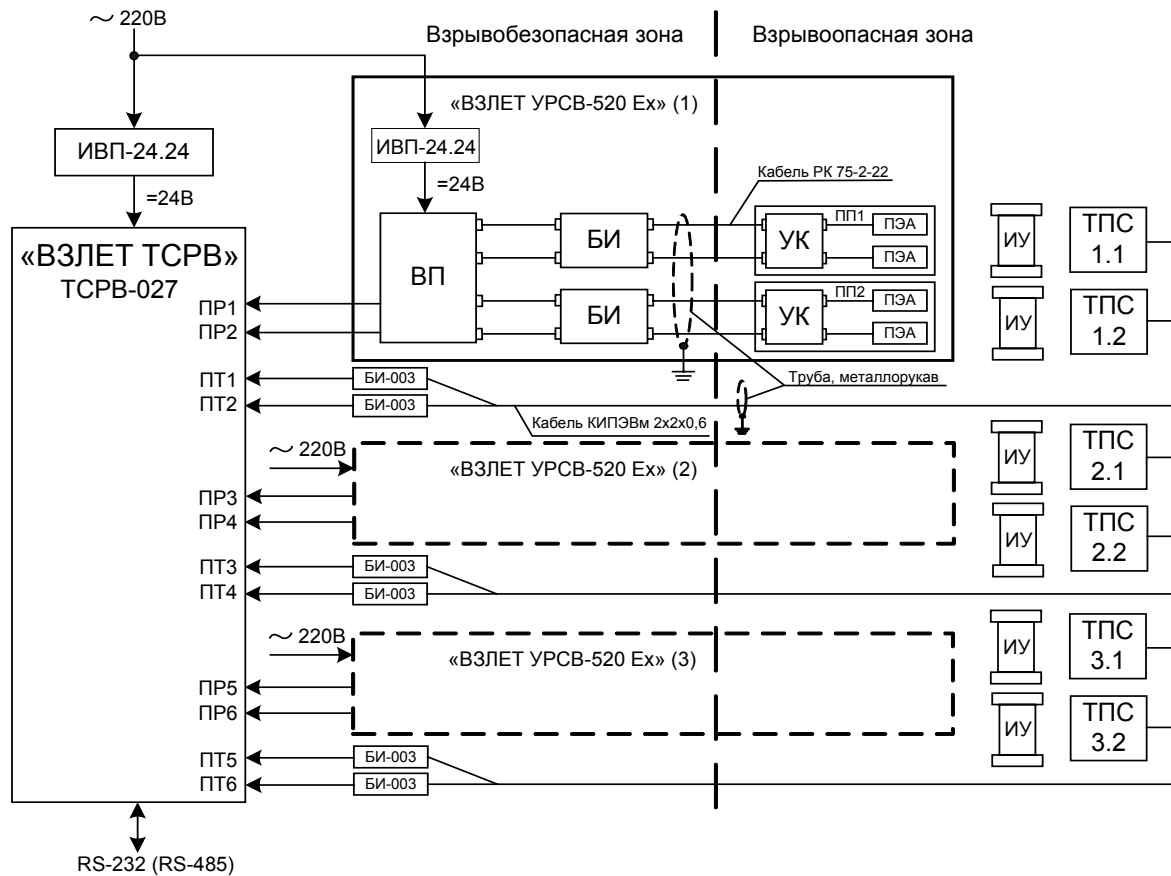 ～ 220В
Взрывобезопасная зона
Взрывоопасная зона
«ВЗЛЕТ УРСВ-520 Ех» (1)
ИВП-24.24
ИВП-24.24
Кабель РК 75-2-22
=24В
=24В
«ВЗЛЕТ ТСРВ»
ТСРВ-027
ВП
БИ
УК
ПП1
ПЭА
ПЭА
БИ
УК
ПП2
ПЭА
ПЭА
ИУ
ТПС
1.1
ИУ
ТПС
1.2
ПР1
ПР2
Труба, металлорукав
ПТ1
БИ-003
ПТ2
БИ-003
Кабель КИПЭВм 2х2х0,6
～ 220В
«ВЗЛЕТ УРСВ-520 Ех» (2)
ИУ
ТПС
2.1
ПР3
ПР4
ИУ
ТПС
2.2
ПТ3
БИ-003
ПТ4
БИ-003
～ 220В
«ВЗЛЕТ УРСВ-520 Ех» (3)
ИУ
ТПС
3.1
ПР5
ПР6
ИУ
ТПС
3.2
ПТ5
БИ-003
ПТ6
БИ-003
RS-232 (RS-485)